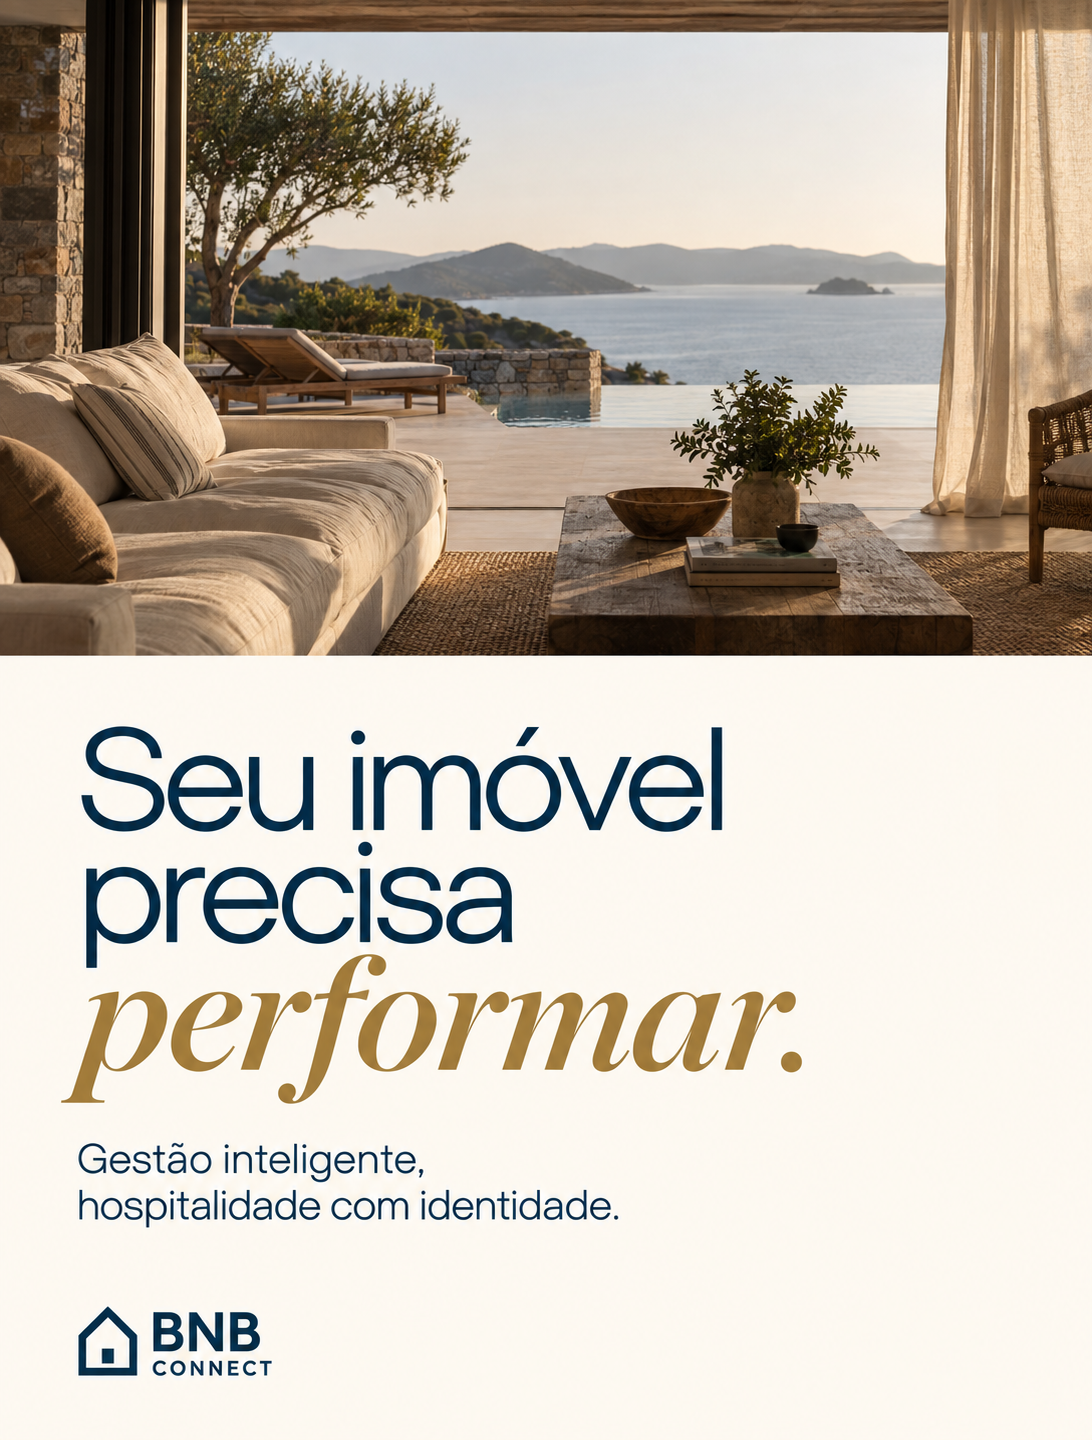 Seu imóvel
precisa
performar.
Gestão inteligente,
hospitalidade com identidade.
BNB
CONNECT